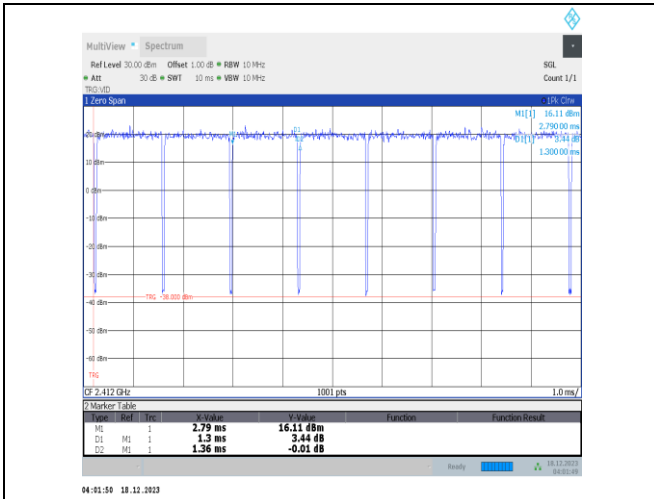 MultiView Spectrum
Ref Level 30.00 dBm Offset 1.00 dB RBW 10 MHz SGL
Att 30 dB SWT 10 ms VBW 10 MHz Count 1/1
TRG:VID
1 Zero Span 1Pk Clrw
M1[1] 16.11 dBm
2.790 00 ms
D1[1] 3.44 dB
1.300 00 ms
M1
D1
20 dBm
10 dBm
0 dBm
-10 dBm
-20 dBm
-30 dBm
TRG -38.000 dBm
-40 dBm
-50 dBm
-60 dBm
TRG
CF 2.412 GHz 1001 pts 1.0 ms/
2 Marker Table
Type Ref Trc X-Value Y-Value Function Function Result
M1 1 2.79 ms 16.11 dBm
D1 M1 1 1.3 ms 3.44 dB
D2 M1 1 1.36 ms -0.01 dB
Ready 18.12.2023
04:01:49
04:01:50 18.12.2023